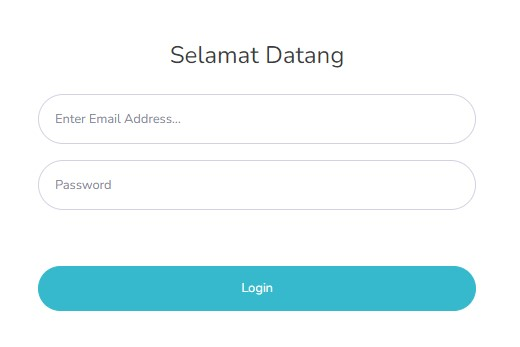 Selamat Datang
Enter Email Address...
Password
Login